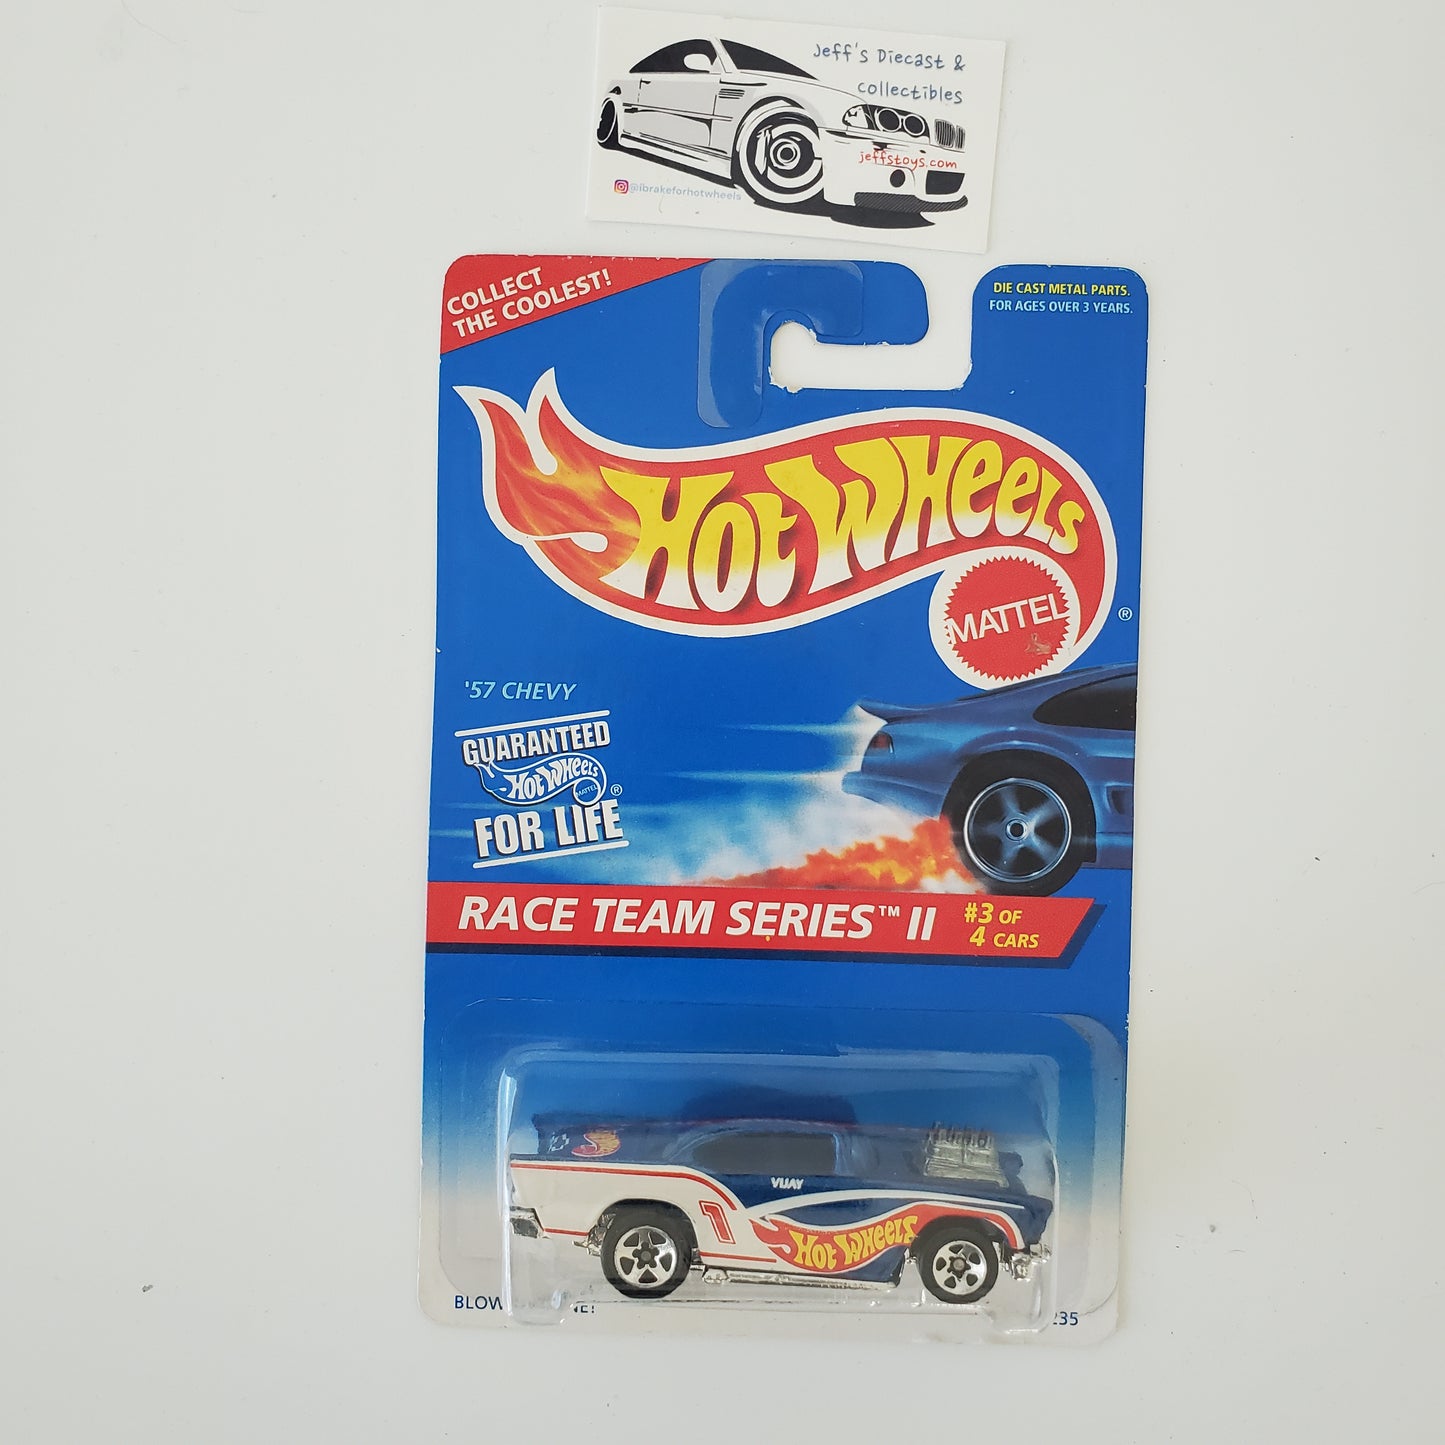 Jeff's Diecast &
collectibles
jeffstoys.com
@ibrakeforhotwheels
COLLECT
THE COOLEST!
DIE CAST METAL PARTS.
FOR AGES OVER 3 YEARS.
HOT WHEELS
MATTEL
®
'57 CHEVY
GUARANTEED
HOT WHEELS
MATTEL
®
FOR LIFE
RACE TEAM SERIES™ II
#3 OF
4 CARS
VIJAY
1
HOT WHEELS
BLOW
235